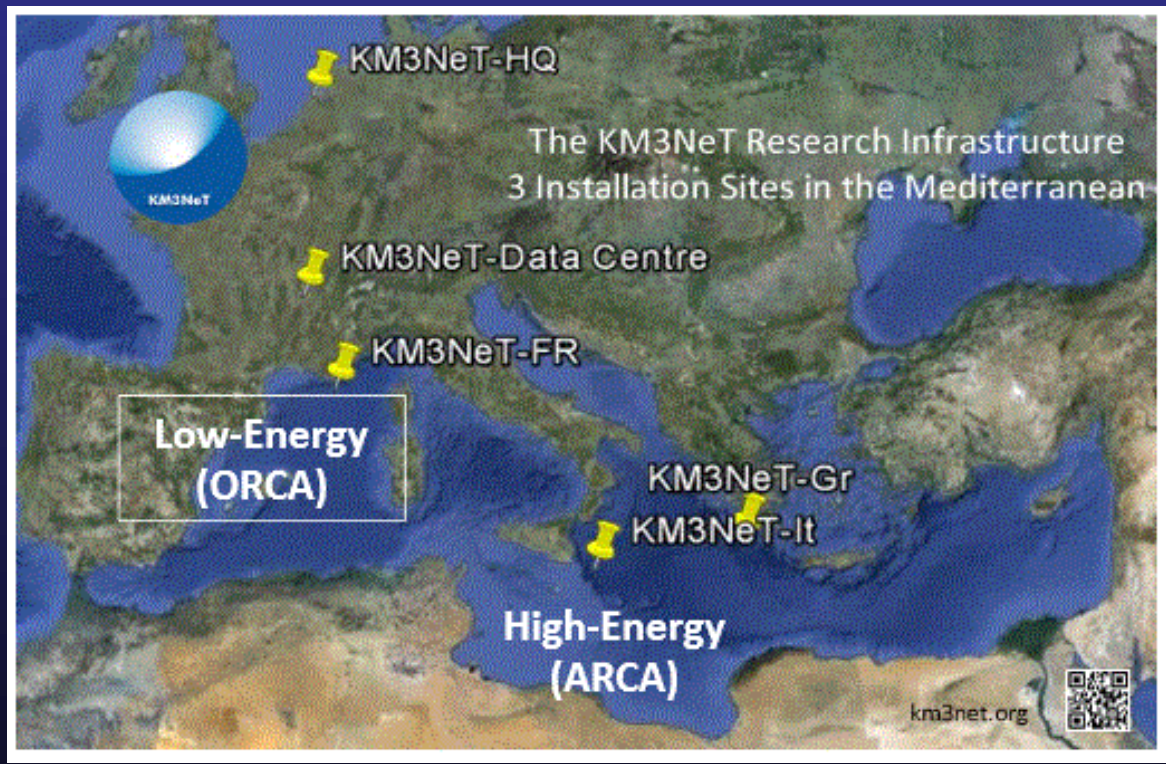 KM3NeT-HQ
The KM3NeT Research Infrastructure
3 Installation Sites in the Mediterranean
KM3NeT
KM3NeT-Data Centre
KM3NeT-FR
Low-Energy
(ORCA)
KM3NeT-Gr
KM3NeT-It
High-Energy
(ARCA)
km3net.org